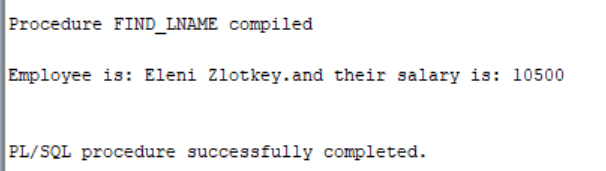 Procedure FIND_LNAME compiled
Employee is: Eleni Zlotkey.and their salary is: 10500
PL/SQL procedure successfully completed.